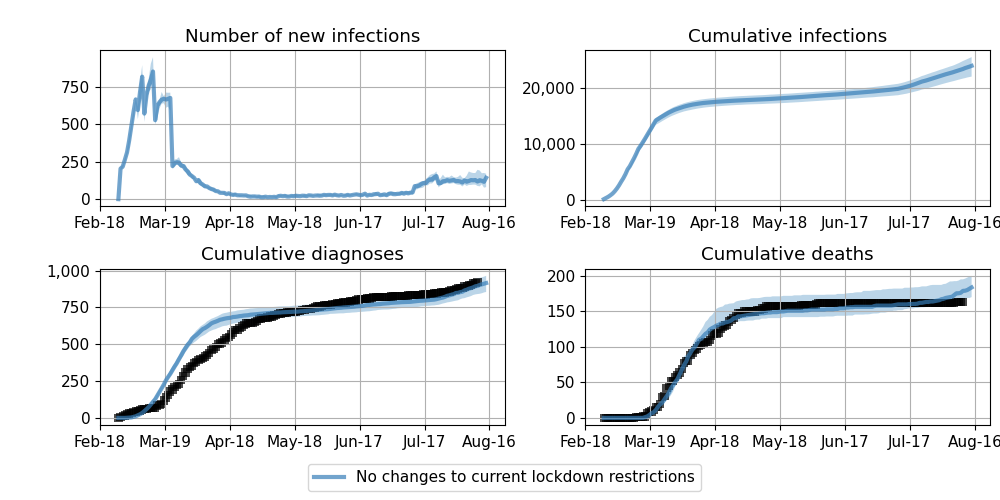 Number of new infections
750
500
250
0
Feb-18 Mar-19 Apr-18 May-18 Jun-17 Jul-17 Aug-16
Cumulative infections
20,000
10,000
0
Feb-18 Mar-19 Apr-18 May-18 Jun-17 Jul-17 Aug-16
Cumulative diagnoses
1,000
750
500
250
0
Feb-18 Mar-19 Apr-18 May-18 Jun-17 Jul-17 Aug-16
Cumulative deaths
200
150
100
50
0
Feb-18 Mar-19 Apr-18 May-18 Jun-17 Jul-17 Aug-16
No changes to current lockdown restrictions